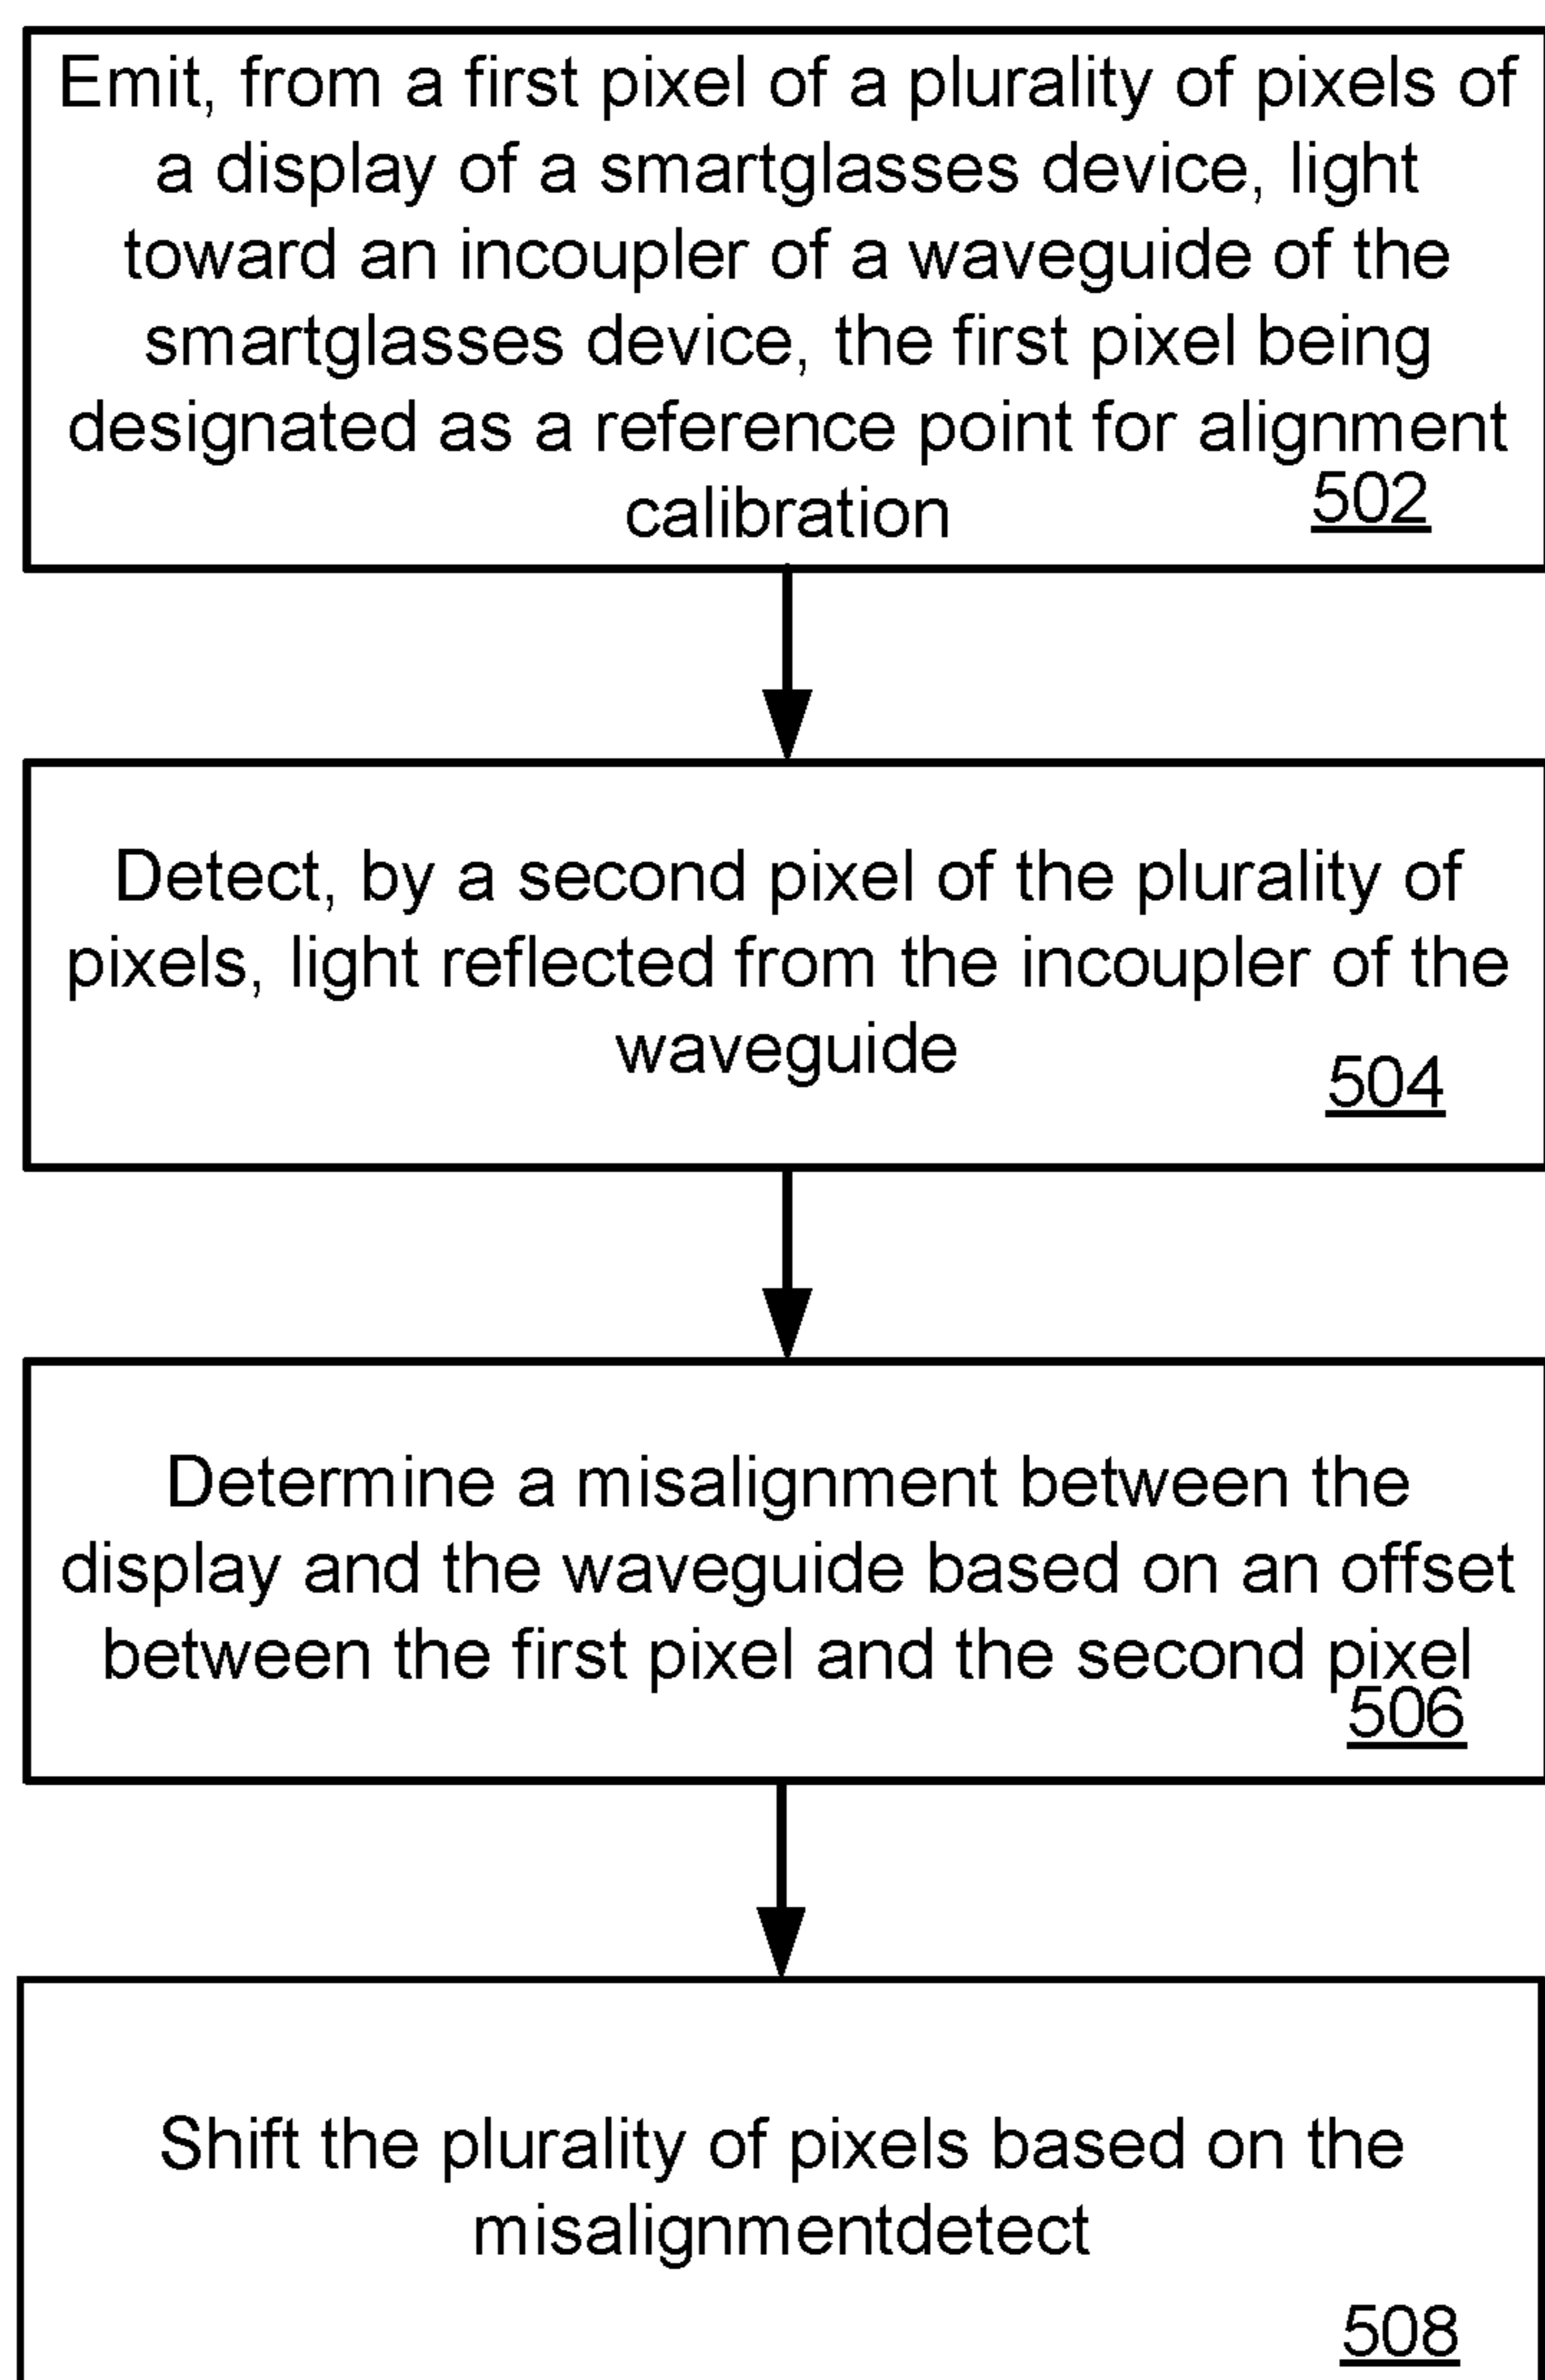 Emit, from a first pixel of a plurality of pixels of
a display of a smartglasses device, light
toward an incoupler of a waveguide of the
smartglasses device, the first pixel being
designated as a reference point for alignment
calibration
502
Detect, by a second pixel of the plurality of
pixels, light reflected from the incoupler of the
waveguide
504
Determine a misalignment between the
display and the waveguide based on an offset
between the first pixel and the second pixel
506
Shift the plurality of pixels based on the
misalignmentdetect
508